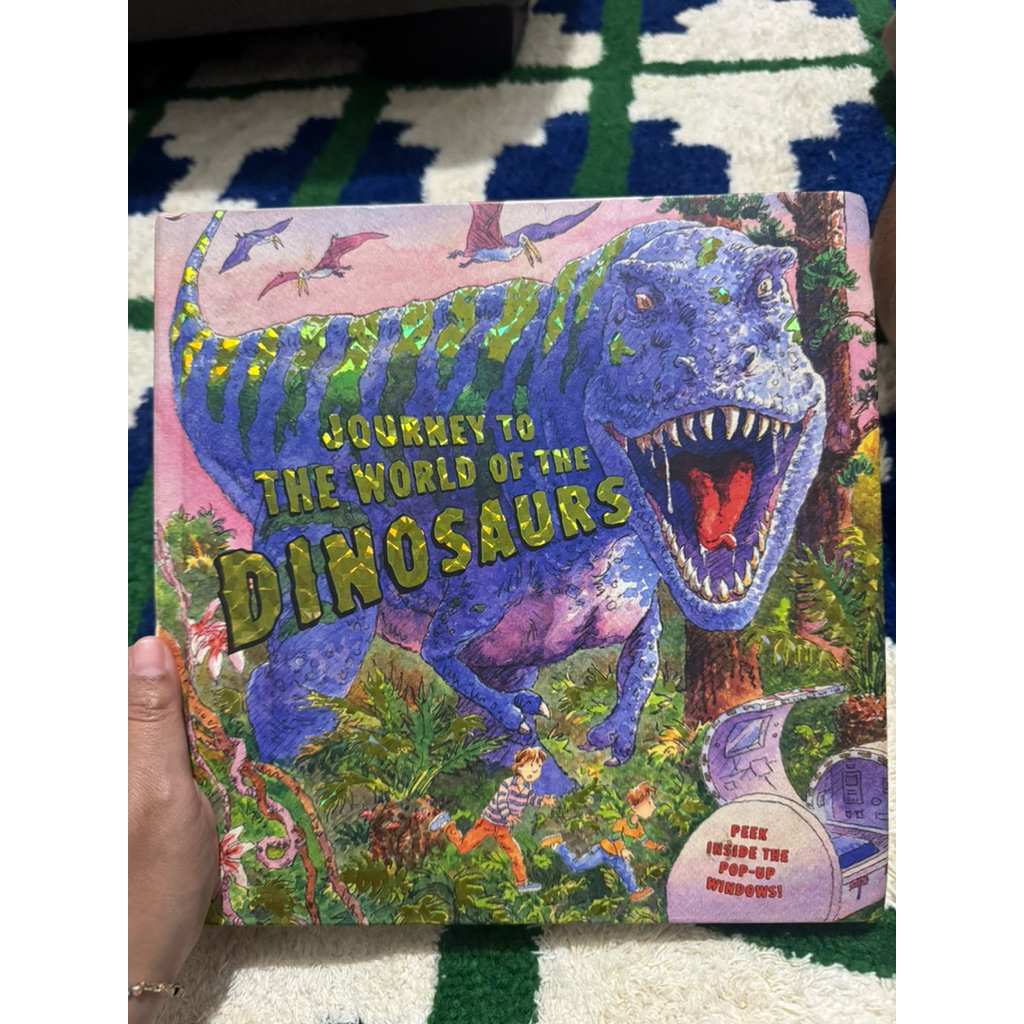 JOURNEY TO
THE WORLD OF THE
DINOSAURS
PEEK
INSIDE THE
POP-UP
WINDOWS!